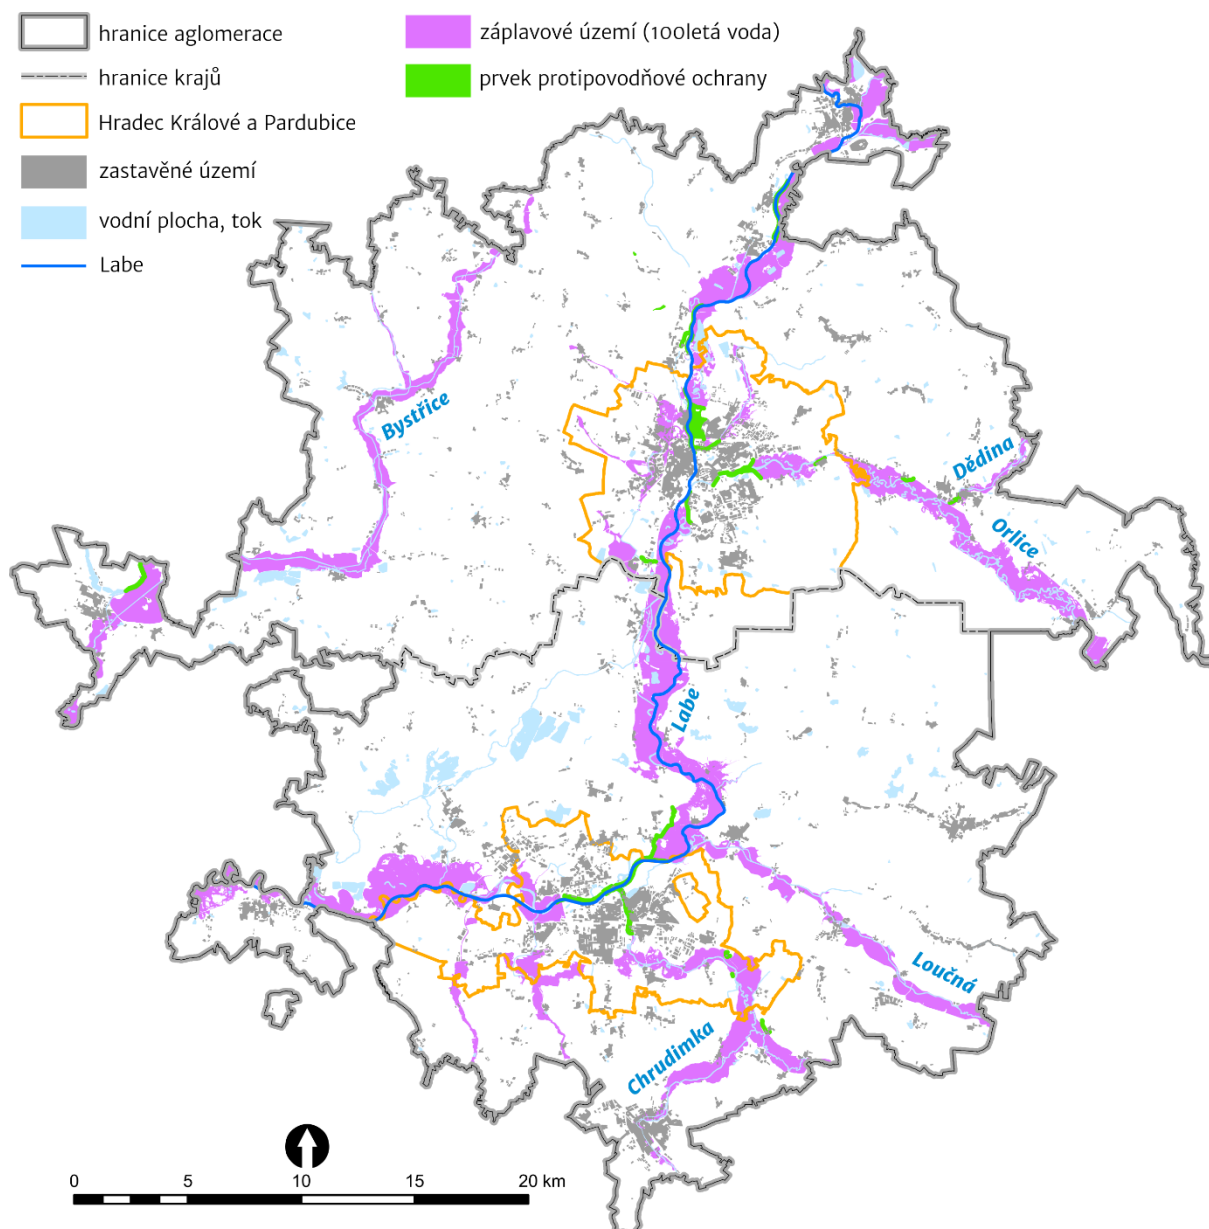 hranice aglomerace
hranice krajů
Hradec Králové a Pardubice
zastavěné území
vodní plocha, tok
Labe
záplavové území (100letá voda)
prvek protipovodňové ochrany
Bystřice
Dědina
Orlice
Labe
Loučná
Chrudimka
0 5 10 15 20 km